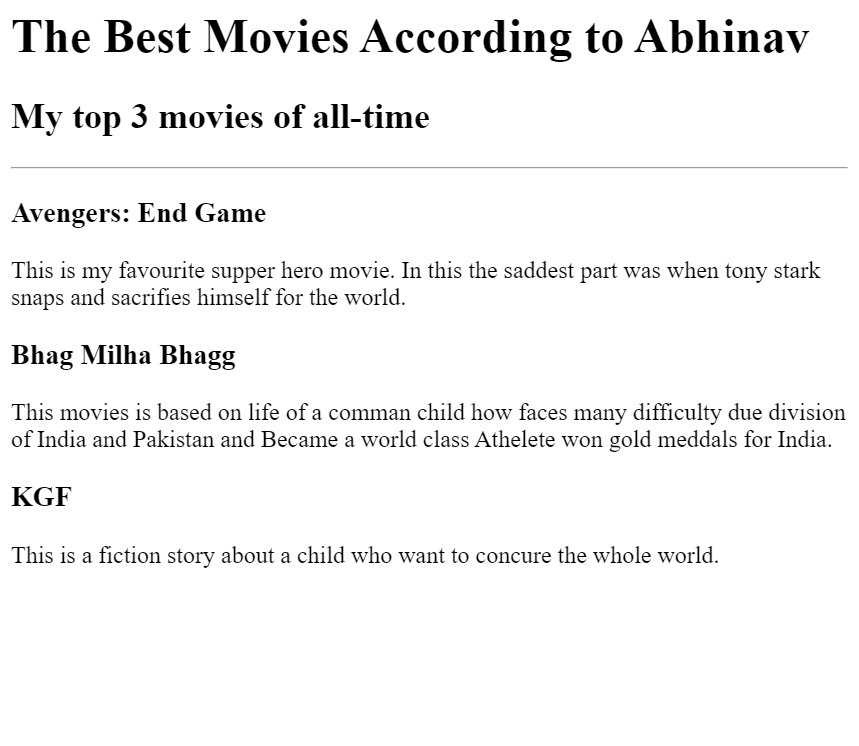 The Best Movies According to Abhinav
My top 3 movies of all-time
Avengers: End Game
This is my favourite supper hero movie. In this the saddest part was when tony stark
snaps and sacrifies himself for the world.
Bhag Milha Bhagg
This movies is based on life of a comman child how faces many difficulty due division
of India and Pakistan and Became a world class Athelete won gold meddals for India.
KGF
This is a fiction story about a child who want to concure the whole world.